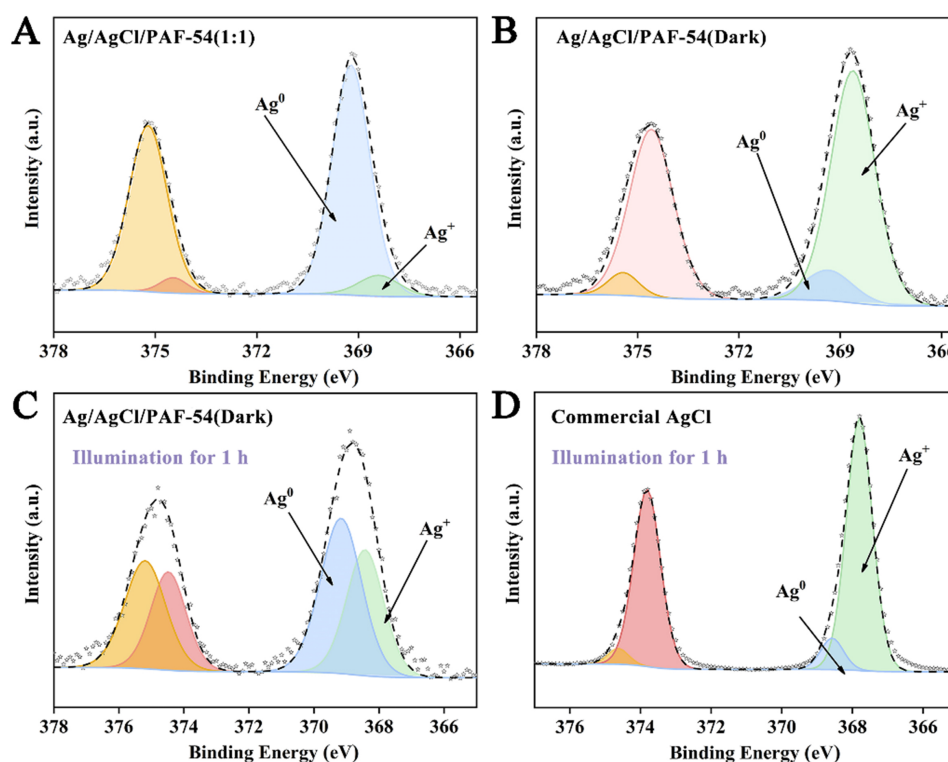 A
Ag/AgCl/PAF-54(1:1)
Ag⁰
Ag⁺
Intensity (a.u.)
378 375 372 369 366
Binding Energy (eV)
B
Ag/AgCl/PAF-54(Dark)
Ag⁺
Ag⁰
Intensity (a.u.)
378 375 372 369 366
Binding Energy (eV)
C
Ag/AgCl/PAF-54(Dark)
Illumination for 1 h
Ag⁰
Ag⁺
Intensity (a.u.)
378 376 374 372 370 368 366
Binding Energy (eV)
D
Commercial AgCl
Illumination for 1 h
Ag⁺
Ag⁰
Intensity (a.u.)
376 374 372 370 368 366
Binding Energy (eV)